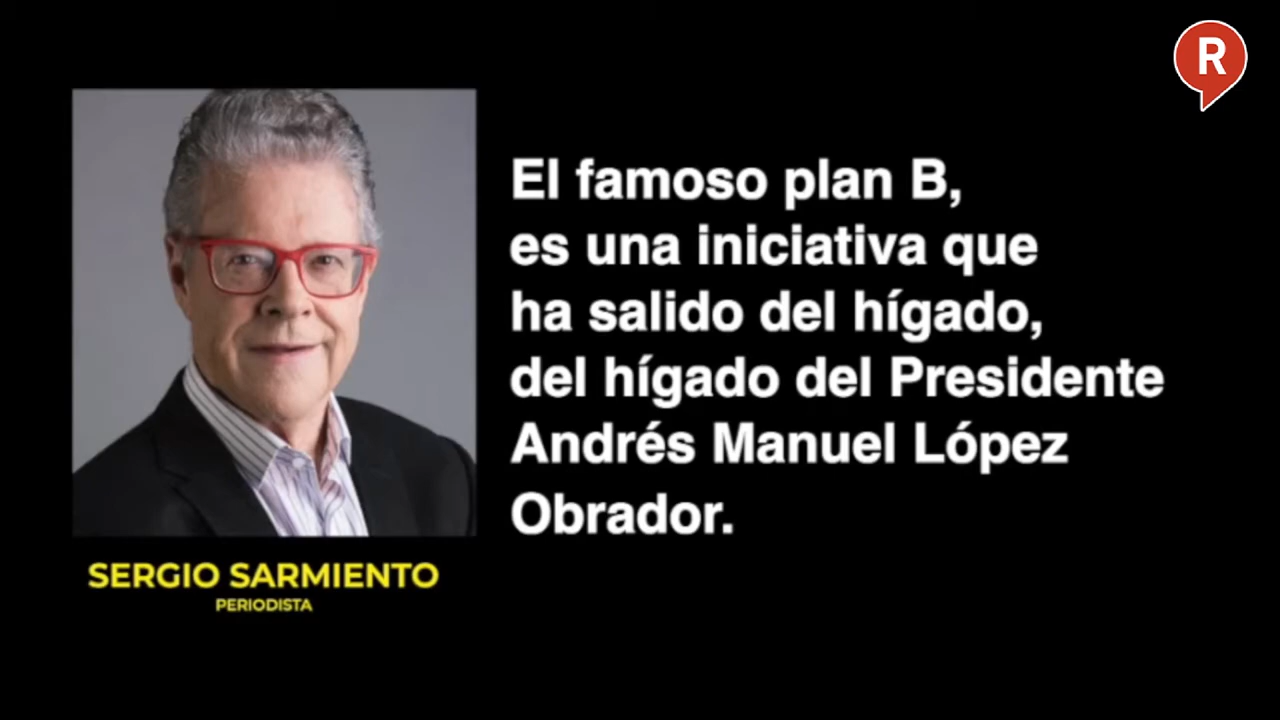 R
El famoso plan B,
es una iniciativa que
ha salido del hígado,
del hígado del Presidente
Andrés Manuel López
Obrador.
SERGIO SARMIENTO
PERIODISTA